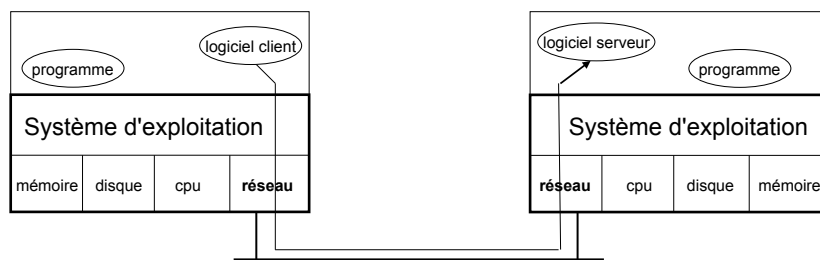 logiciel client
programme
Système d'exploitation
mémoire disque cpu réseau
logiciel serveur
programme
Système d'exploitation
réseau cpu disque mémoire